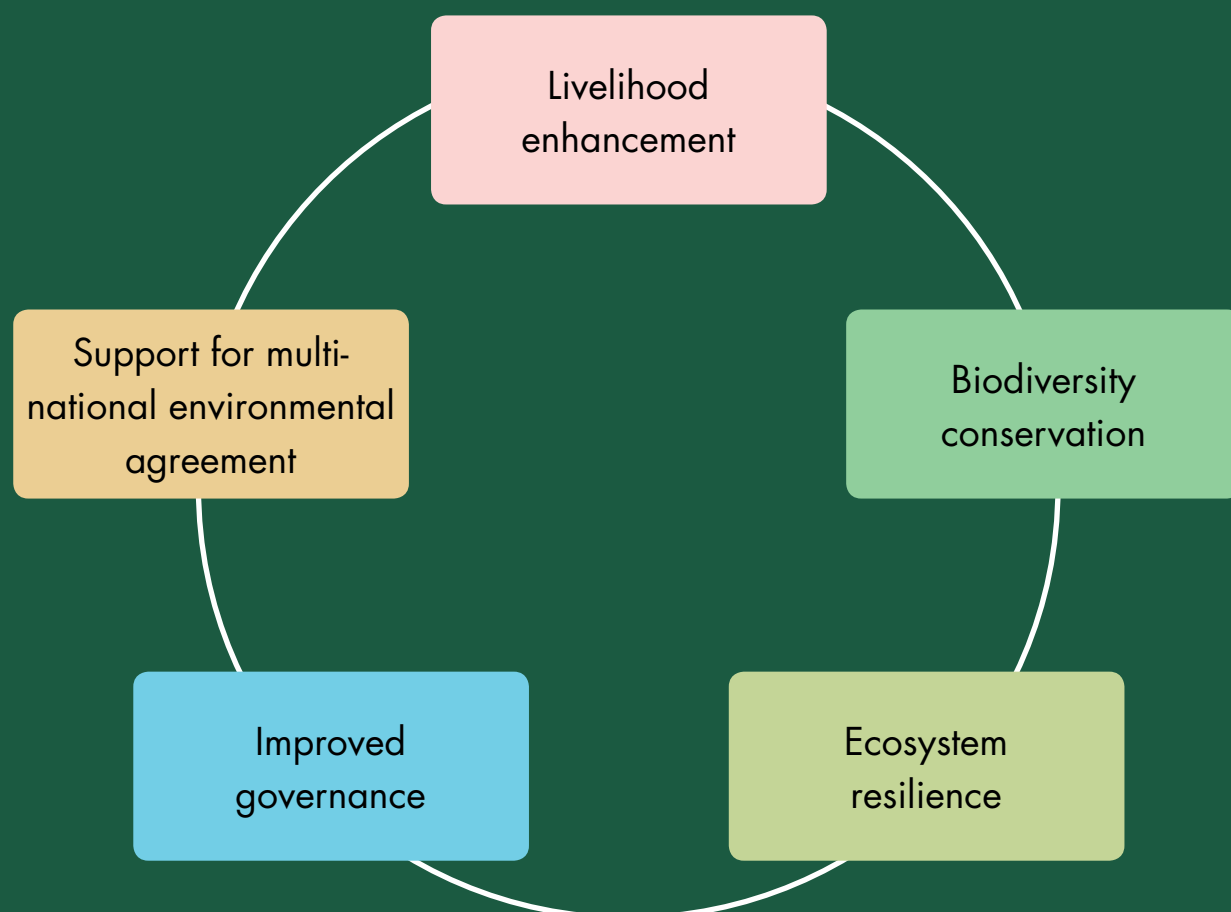 Livelihood
enhancement
Support for multi-
national environmental
agreement
Biodiversity
conservation
Improved
governance
Ecosystem
resilience